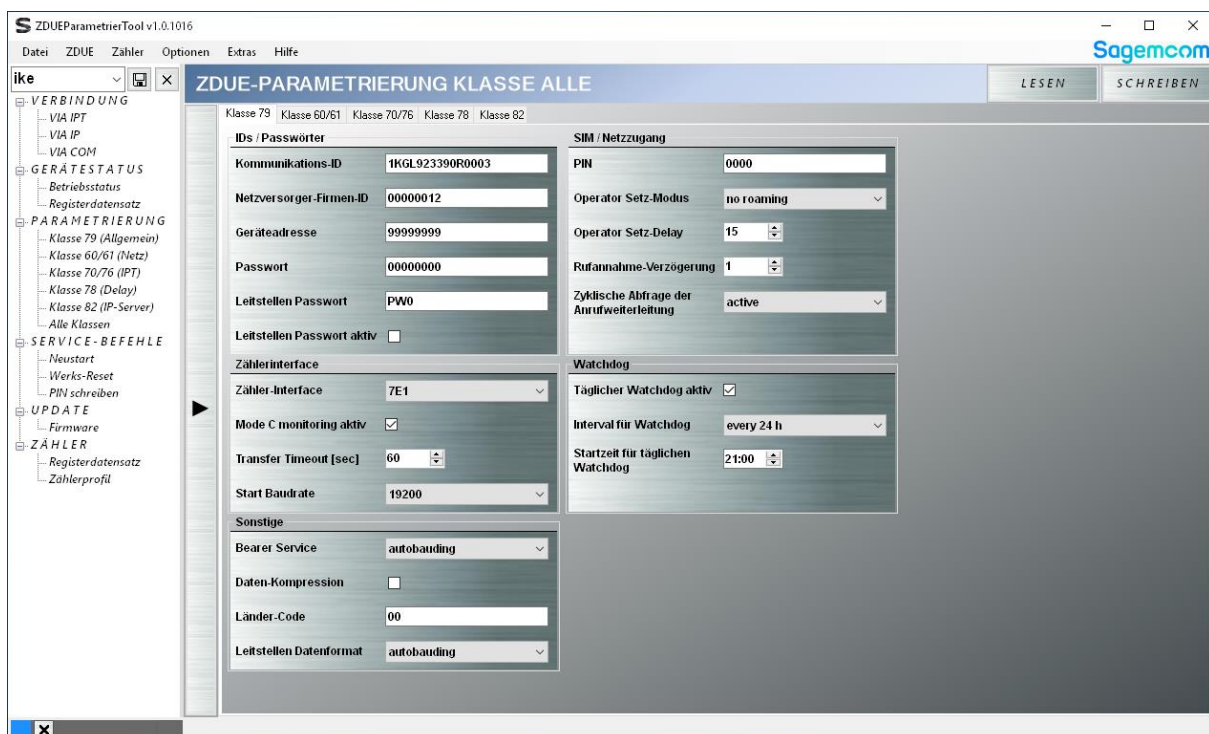 ZDUEParametrierTool v1.0.1016
Datei ZDUE Zähler Optionen Extras Hilfe
Sagemcom
ike
ZDUE-PARAMETRIERUNG KLASSE ALLE
LESEN
SCHREIBEN
VERBINDUNG
VIA IPT
VIA IP
VIA COM
GERÄTESTATUS
Betriebsstatus
Registerdatensatz
PARAMETRIERUNG
Klasse 79 (Allgemein)
Klasse 60/61 (Netz)
Klasse 70/76 (IPT)
Klasse 78 (Delay)
Klasse 82 (IP-Server)
Alle Klassen
SERVICE-BEFEHLE
Neustart
Werks-Reset
PIN schreiben
UPDATE
Firmware
ZÄHLER
Registerdatensatz
Zählerprofil
Klasse 79 Klasse 60/61 Klasse 70/76 Klasse 78 Klasse 82
IDs / Passwörter
Kommunikations-ID 1KGL923390R0003
Netzversorger-Firmen-ID 00000012
Geräteadresse 99999999
Passwort 00000000
Leitstellen Passwort PW0
Leitstellen Passwort aktiv
Zählerinterface
Zähler-Interface 7E1
Mode C monitoring aktiv
Transfer Timeout [sec] 60
Start Baudrate 19200
Sonstige
Bearer Service autobauding
Daten-Kompression
Länder-Code 00
Leitstellen Datenformat autobauding
SIM / Netzzugang
PIN 0000
Operator Setz-Modus no roaming
Operator Setz-Delay 15
Rufannahme-Verzögerung 1
Zyklische Abfrage der
Anrufweiterleitung active
Watchdog
Täglicher Watchdog aktiv
Interval für Watchdog every 24 h
Startzeit für täglichen
Watchdog 21:00